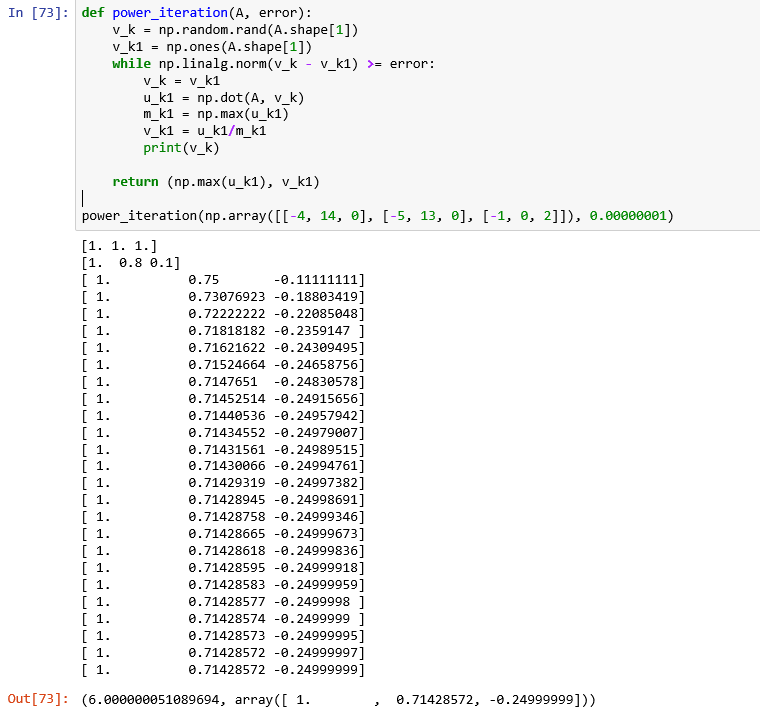 In [73]: def power_iteration(A, error):
    v_k = np.random.rand(A.shape[1])
    v_k1 = np.ones(A.shape[1])
    while np.linalg.norm(v_k - v_k1) >= error:
        v_k = v_k1
        u_k1 = np.dot(A, v_k)
        m_k1 = np.max(u_k1)
        v_k1 = u_k1/m_k1
        print(v_k)
    return (np.max(u_k1), v_k1)
power_iteration(np.array([[-4, 14, 0], [-5, 13, 0], [-1, 0, 2]]), 0.00000001)
[1. 1. 1.]
[1.  0.8 0.1]
[ 1.          0.75       -0.11111111]
[ 1.          0.73076923 -0.18803419]
[ 1.          0.72222222 -0.22085048]
[ 1.          0.71818182 -0.2359147 ]
[ 1.          0.71621622 -0.24309495]
[ 1.          0.71524664 -0.24658756]
[ 1.          0.7147651  -0.24830578]
[ 1.          0.71452514 -0.24915656]
[ 1.          0.71440536 -0.24957942]
[ 1.          0.71434552 -0.24979007]
[ 1.          0.71431561 -0.24989515]
[ 1.          0.71430066 -0.24994761]
[ 1.          0.71429319 -0.24997382]
[ 1.          0.71428945 -0.24998691]
[ 1.          0.71428758 -0.24999346]
[ 1.          0.71428665 -0.24999673]
[ 1.          0.71428618 -0.24999836]
[ 1.          0.71428595 -0.24999918]
[ 1.          0.71428583 -0.24999959]
[ 1.          0.71428577 -0.2499998 ]
[ 1.          0.71428574 -0.2499999 ]
[ 1.          0.71428573 -0.24999995]
[ 1.          0.71428572 -0.24999997]
[ 1.          0.71428572 -0.24999999]
Out[73]: (6.000000051089694, array([ 1.        ,  0.71428572, -0.24999999]))